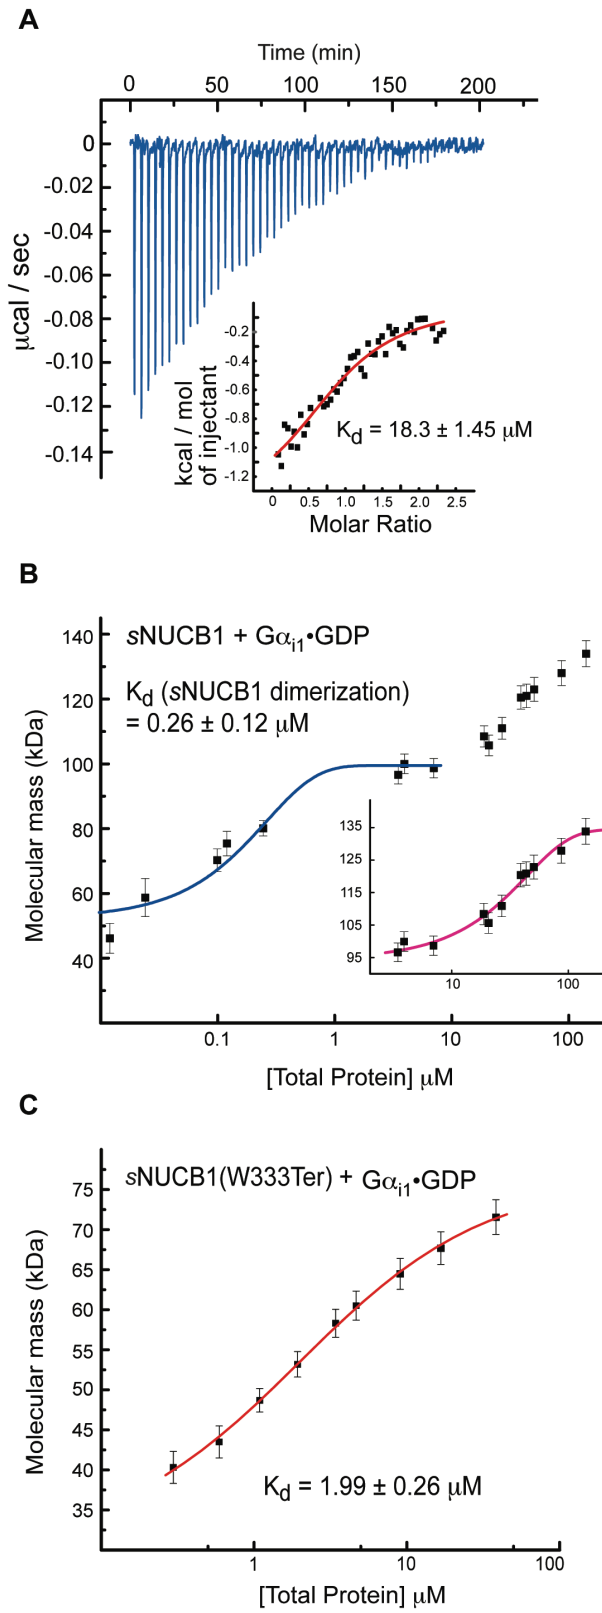 A
Time (min)
0 50 100 150 200
0
-0.02
-0.04
-0.06
-0.08
-0.10
-0.12
-0.14
μcal / sec
-0.2
-0.4
-0.6
-0.8
-1.0
-1.2
kcal / mol
of injectant
Kd = 18.3 ± 1.45 μM
0 0.5 1.0 1.5 2.0 2.5
Molar Ratio
B
140
120
100
80
60
40
Molecular mass (kDa)
sNUCB1 + Gαi1•GDP
Kd (sNUCB1 dimerization)
= 0.26 ± 0.12 μM
135
125
115
105
95
10 100
0.1 1 10 100
[Total Protein] μM
C
sNUCB1(W333Ter) + Gαi1•GDP
75
70
65
60
55
50
45
40
35
Molecular mass (kDa)
Kd = 1.99 ± 0.26 μM
1 10 100
[Total Protein] μM